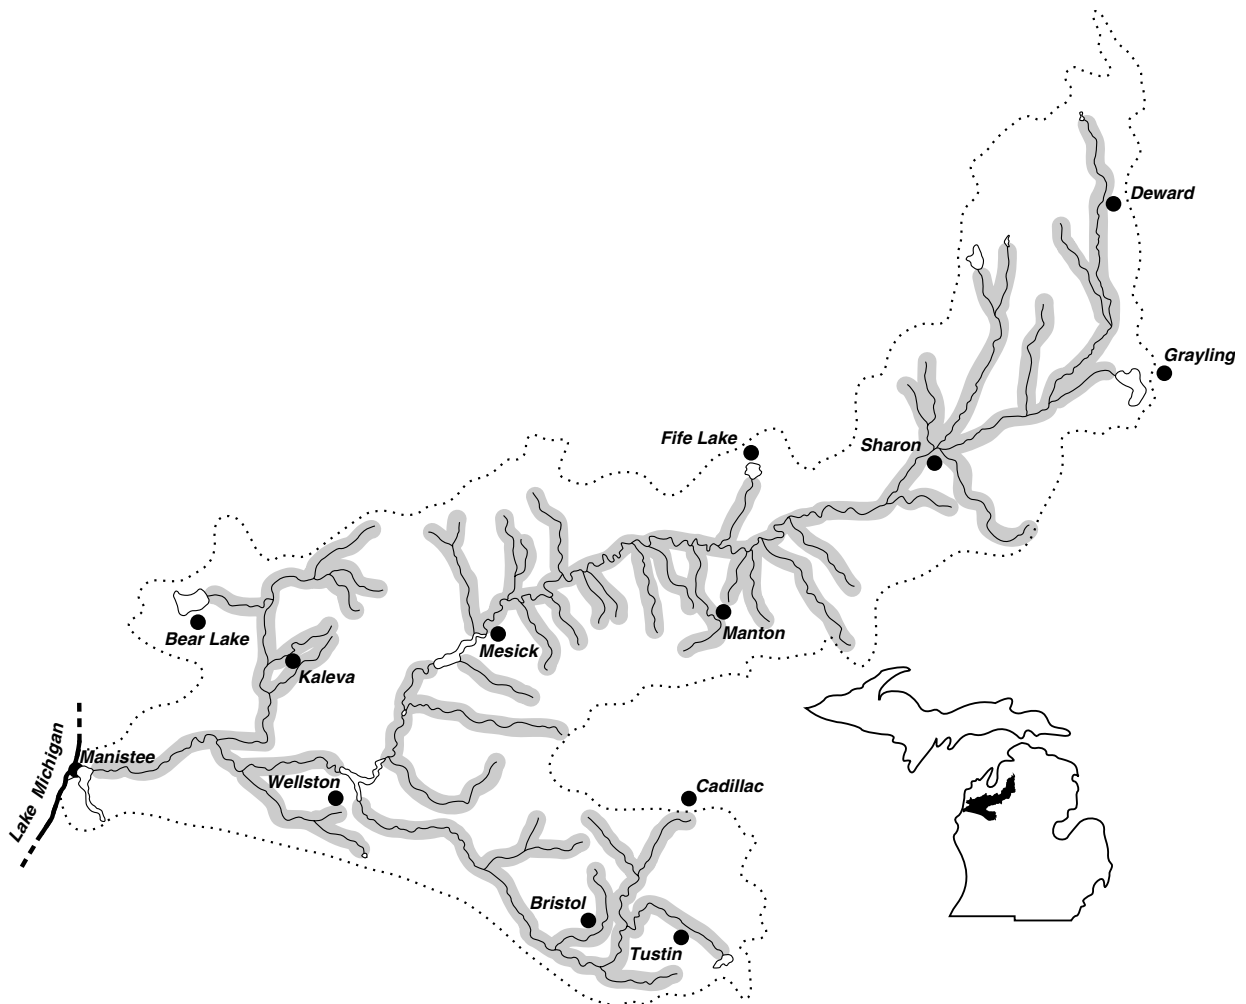 Deward
Grayling
Fife Lake
Sharon
Bear Lake
Manton
Mesick
Kaleva
Lake Michigan
Manistee
Wellston
Cadillac
Bristol
Tustin